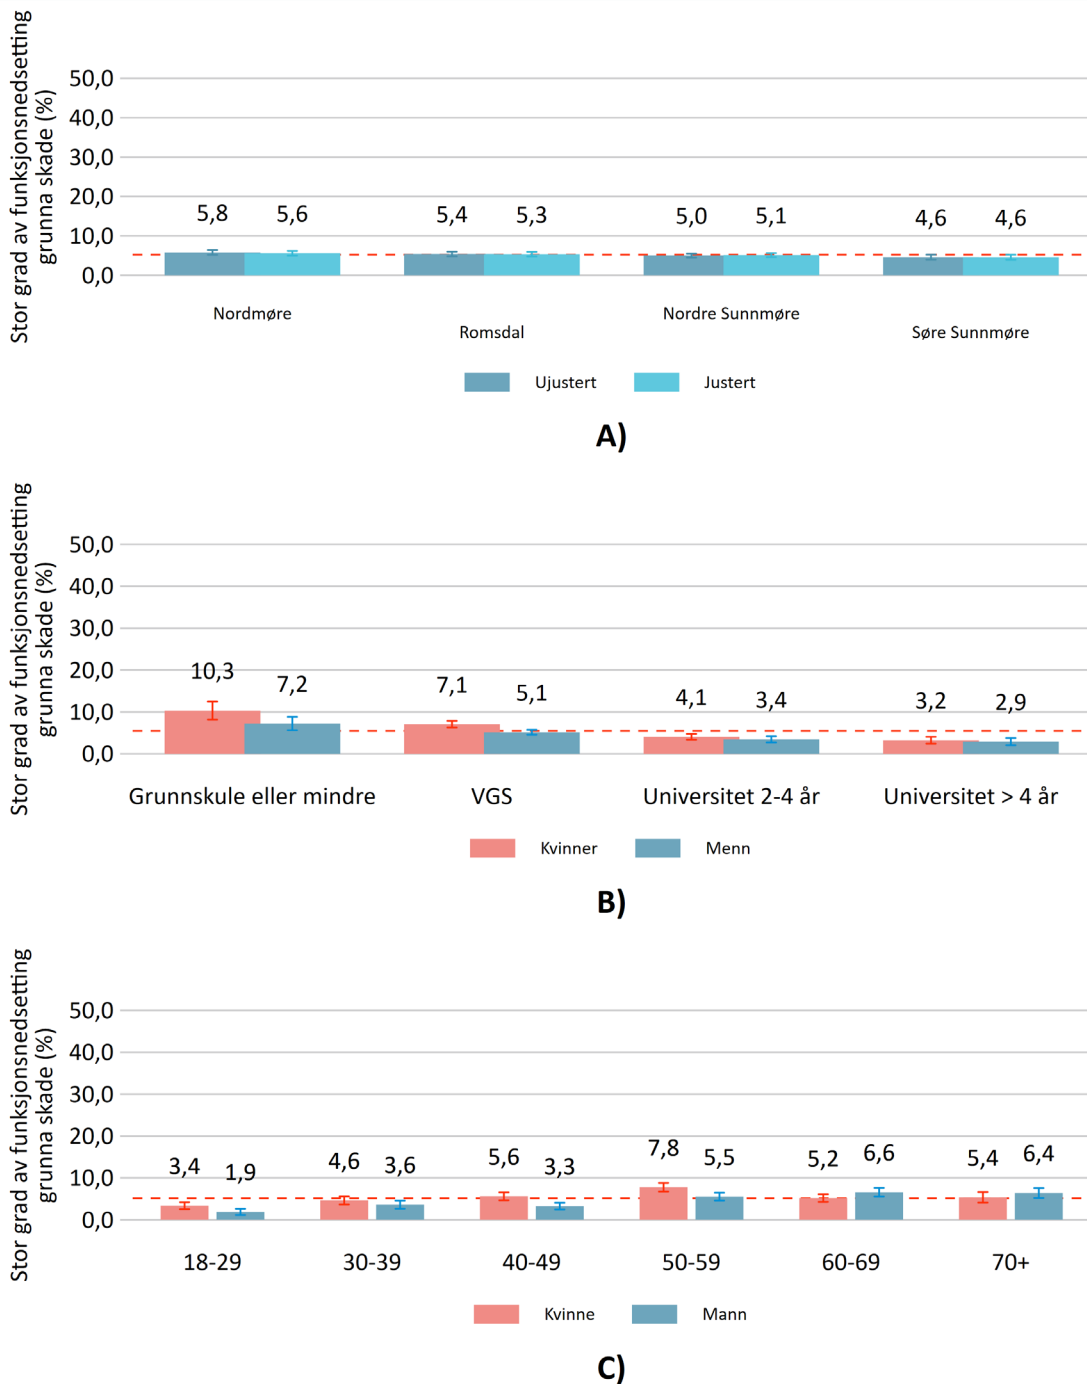 Stor grad av funksjonsnedsetting
grunna skade (%)
50,0
40,0
30,0
20,0
10,0
0,0
5,8 5,6 5,4 5,3 5,0 5,1 4,6 4,6
Nordmøre Nordre Sunnmøre
Romsdal Søre Sunnmøre
Ujustert Justert
A)
Stor grad av funksjonsnedsetting
grunna skade (%)
50,0
40,0
30,0
20,0
10,0
0,0
10,3 7,2 7,1 5,1 4,1 3,4 3,2 2,9
Grunnskule eller mindre VGS Universitet 2-4 år Universitet > 4 år
Kvinner Menn
B)
Stor grad av funksjonsnedsetting
grunna skade (%)
50,0
40,0
30,0
20,0
10,0
0,0
3,4 1,9 4,6 3,6 5,6 3,3 7,8 5,5 5,2 6,6 5,4 6,4
18-29 30-39 40-49 50-59 60-69 70+
Kvinne Mann
C)